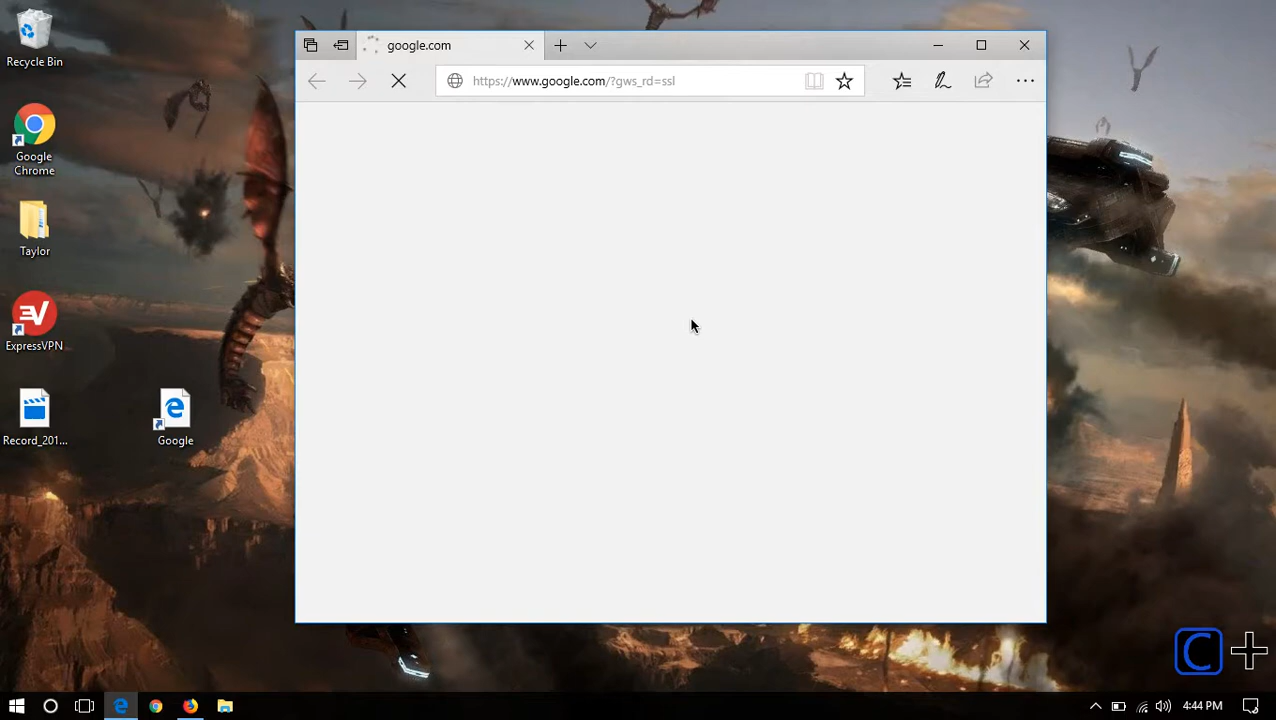 Recycle Bin
Google
Chrome
Taylor
EV
ExpressVPN
Record_201...
Google
google.com
https://www.google.com/?gws_rd=ssl
C
4:44 PM